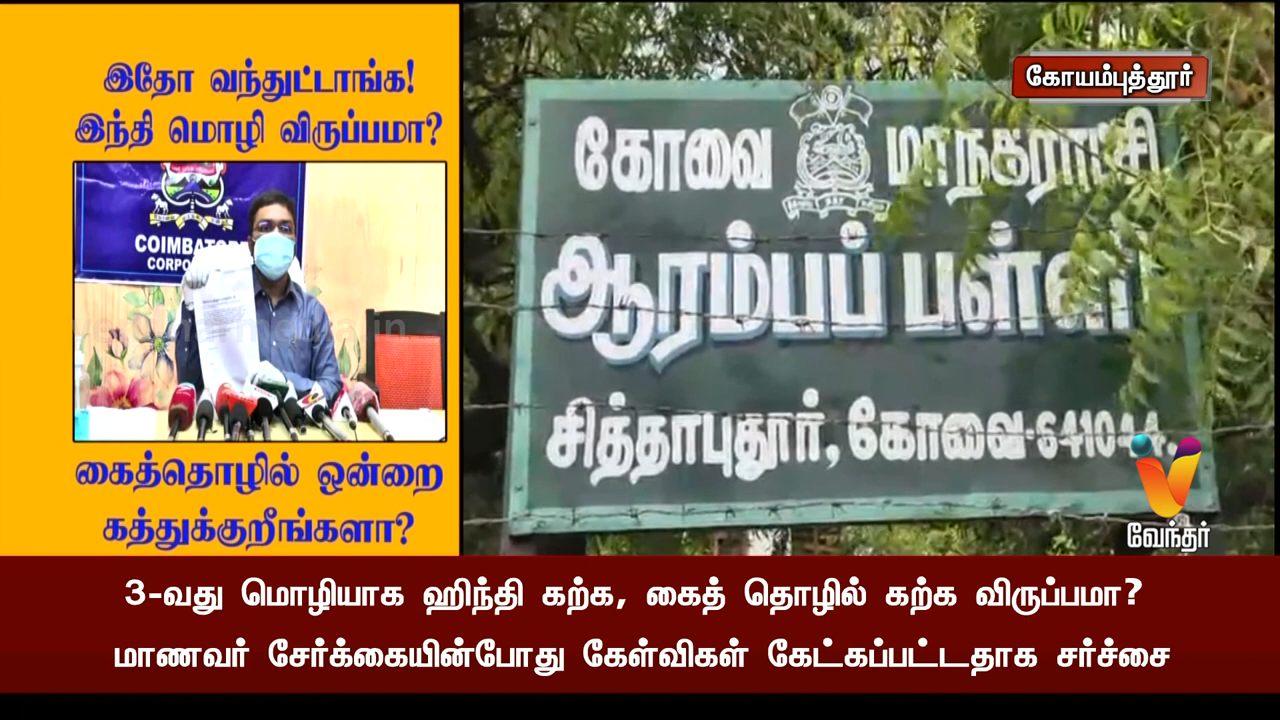 இதோ வந்துட்டாங்க!
இந்தி மொழி விருப்பமா?
COIMBATORE
கைத்தொழில் ஒன்றை
கத்துக்குறீங்களா?
கோயம்புத்தூர்
கோவை மாநகராட்சி
ஆரம்பப் பள்ளி
சித்தாபுதூர், கோவை-641044.
வேந்தர்
3-வது மொழியாக ஹிந்தி கற்க, கைத் தொழில் கற்க விருப்பமா?
மாணவர் சேர்க்கையின்போது கேள்விகள் கேட்கப்பட்டதாக சர்ச்சை